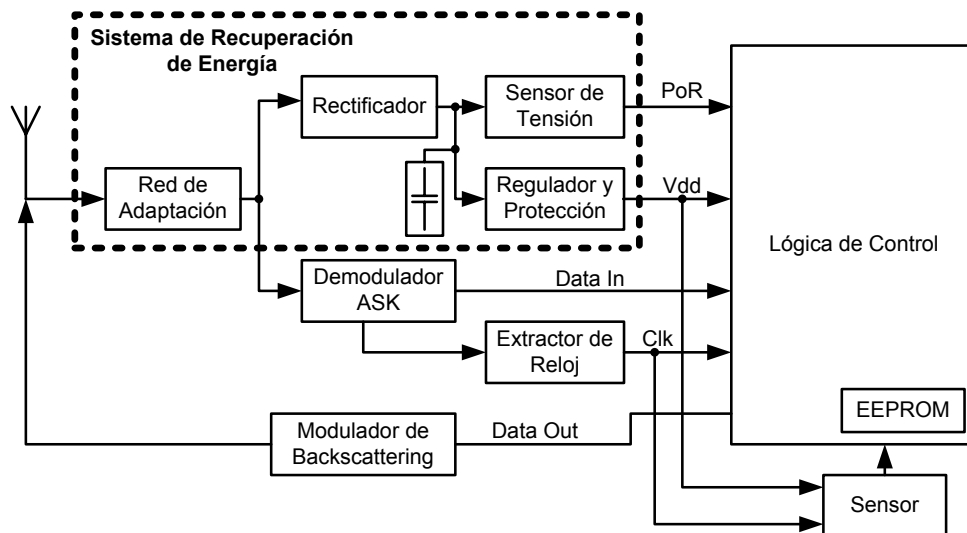 Sistema de Recuperación
de Energía
Rectificador
Sensor de
Tensión
PoR
Red de
Adaptación
Regulador y
Protección
Vdd
Lógica de Control
Demodulador
ASK
Data In
Extractor de
Reloj
Clk
EEPROM
Modulador de
Backscattering
Data Out
Sensor